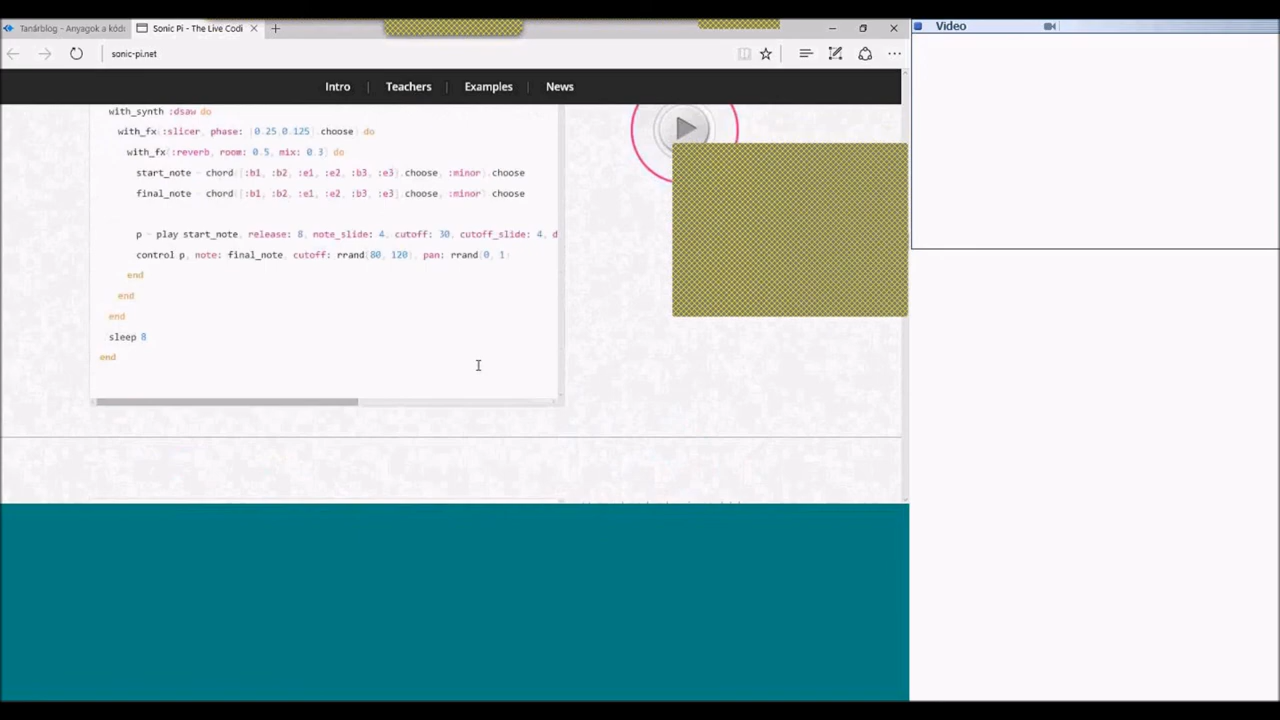 Tanárblog - Anyagok a kódu
Sonic Pi - The Live Codi
Video
sonic-pi.net
Intro | Teachers | Examples | News
with_synth :dsaw do
with_fx(:slicer, phase: [0.25,0.125].choose) do
with_fx(:reverb, room: 0.5, mix: 0.3) do
start_note = chord([:b1, :b2, :e1, :e2, :b3, :e3].choose, :minor).choose
final_note = chord([:b1, :b2, :e1, :e2, :b3, :e3].choose, :minor).choose
p = play start_note, release: 8, note_slide: 4, cutoff: 30, cutoff_slide: 4, d
control p, note: final_note, cutoff: rrand(80, 120), pan: rrand(0, 1)
end
end
end
sleep 8
end